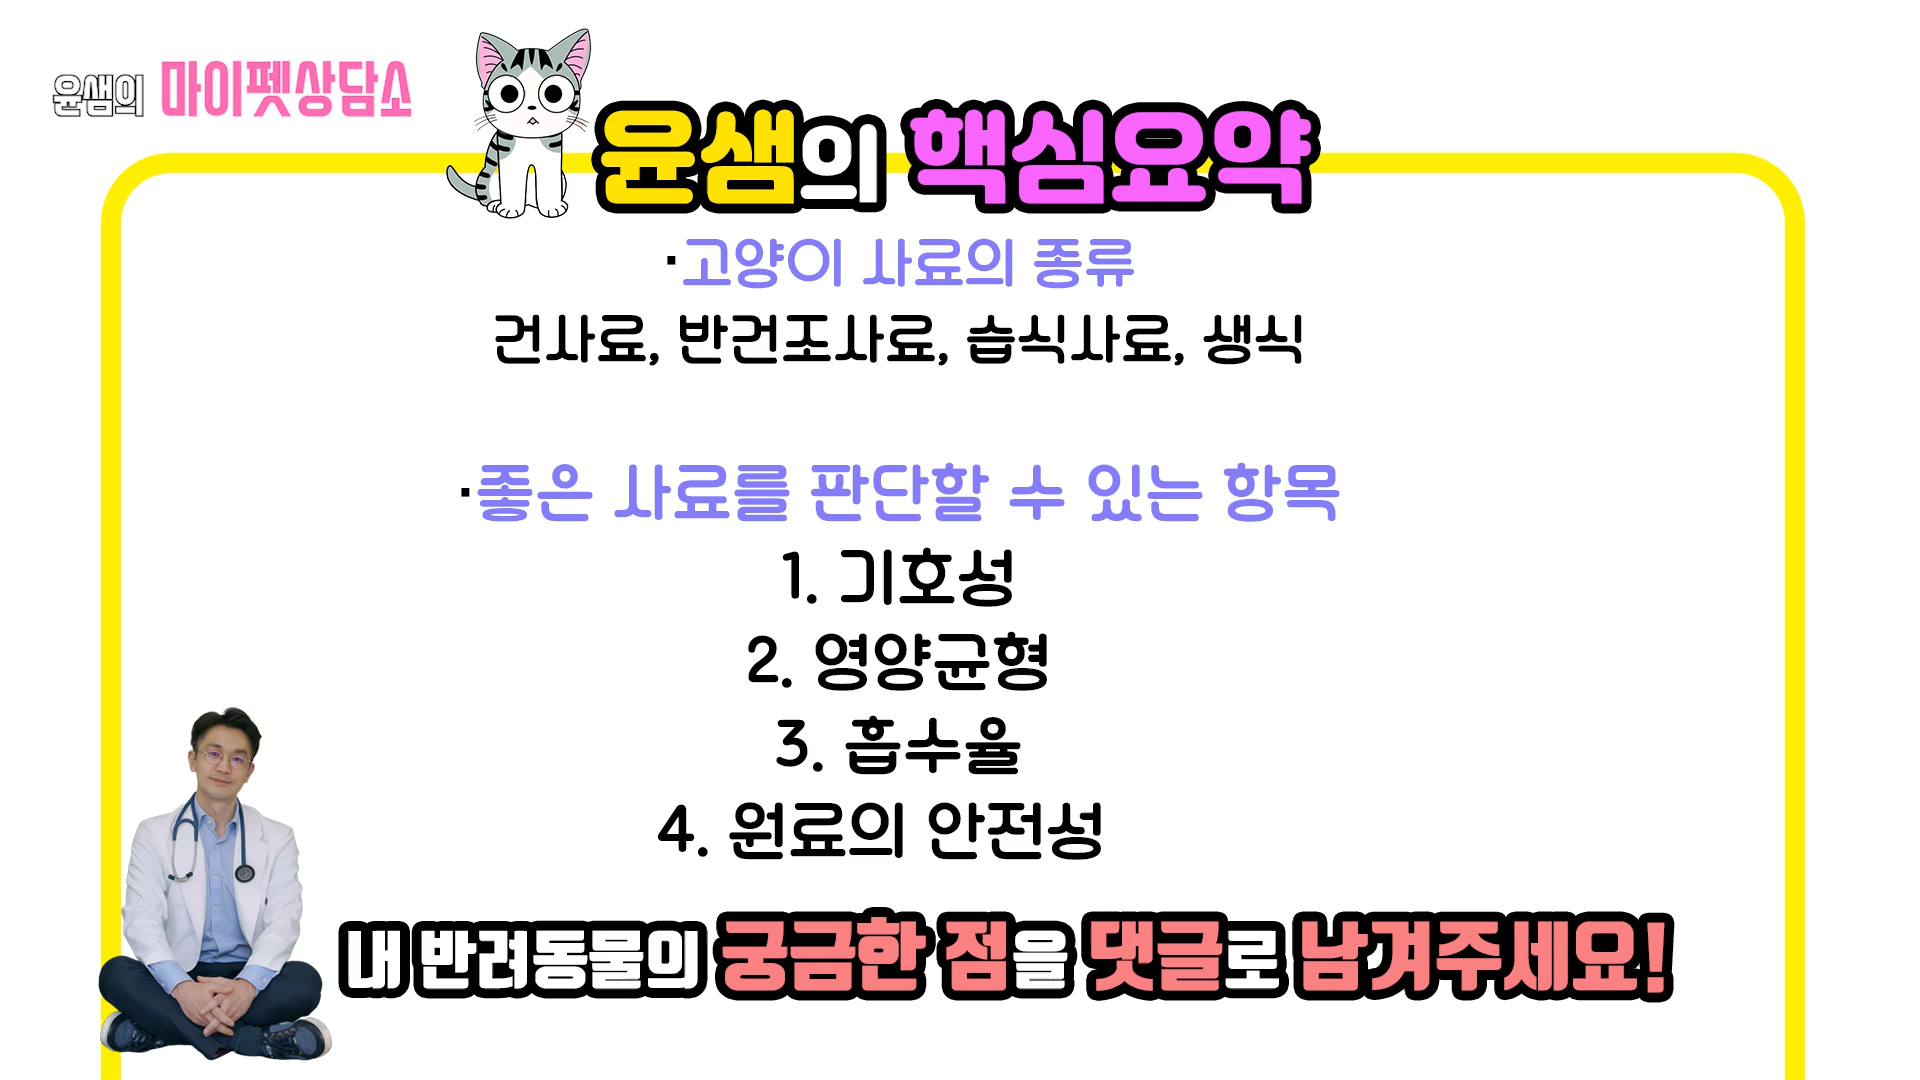 윤샘의 마이펫상담소
윤샘의 핵심요약
·고양이 사료의 종류
건사료, 반건조사료, 습식사료, 생식
·좋은 사료를 판단할 수 있는 항목
1. 기호성
2. 영양균형
3. 흡수율
4. 원료의 안전성
내 반려동물의 궁금한 점을 댓글로 남겨주세요!